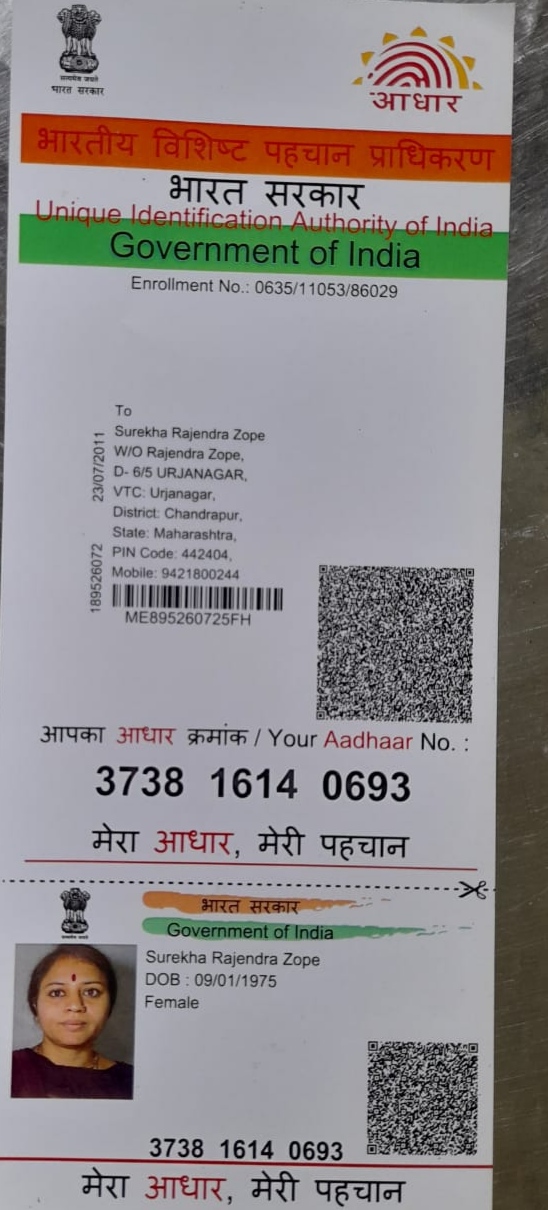 सत्यमेव जयते
भारत सरकार
आधार
भारतीय विशिष्ट पहचान प्राधिकरण
भारत सरकार
Unique Identification Authority of India
Government of India
Enrollment No.: 0635/11053/86029
To
Surekha Rajendra Zope
W/O Rajendra Zope,
D- 6/5 URJANAGAR,
VTC: Urjanagar,
District: Chandrapur,
State: Maharashtra,
PIN Code: 442404,
Mobile: 9421800244
23/07/2011
189526072
ME895260725FH
आपका आधार क्रमांक / Your Aadhaar No. :
3738 1614 0693
मेरा आधार, मेरी पहचान
भारत सरकार
Government of India
Surekha Rajendra Zope
DOB : 09/01/1975
Female
3738 1614 0693
मेरा आधार, मेरी पहचान